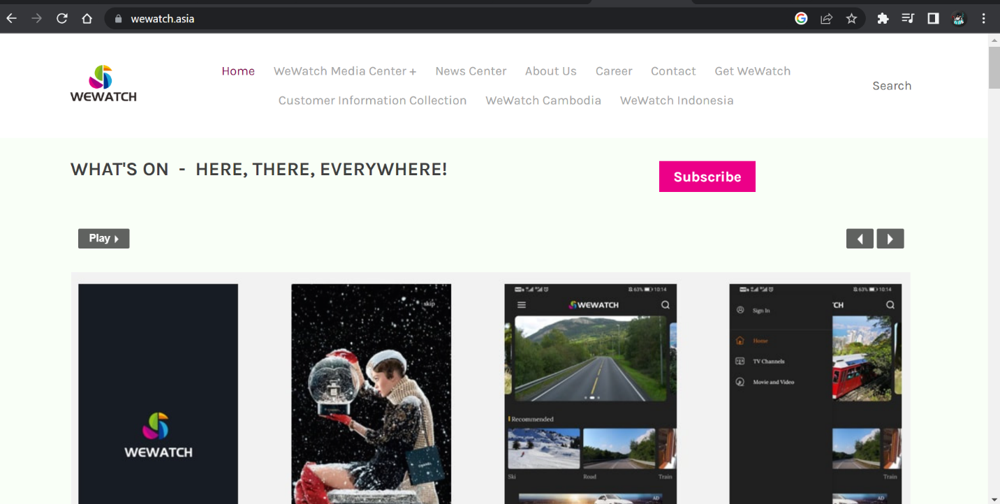 wewatch.asia
WEWATCH
Home WeWatch Media Center + News Center About Us Career Contact Get WeWatch
Customer Information Collection WeWatch Cambodia WeWatch Indonesia
Search
WHAT'S ON - HERE, THERE, EVERYWHERE!
Subscribe
Play
WEWATCH
skip
63% 10:14
WEWATCH
Recommended
Ski Road Train
AD
63% 10:14
CH
Sign In
Home
TV Channels
Movie and Video
Train
AD